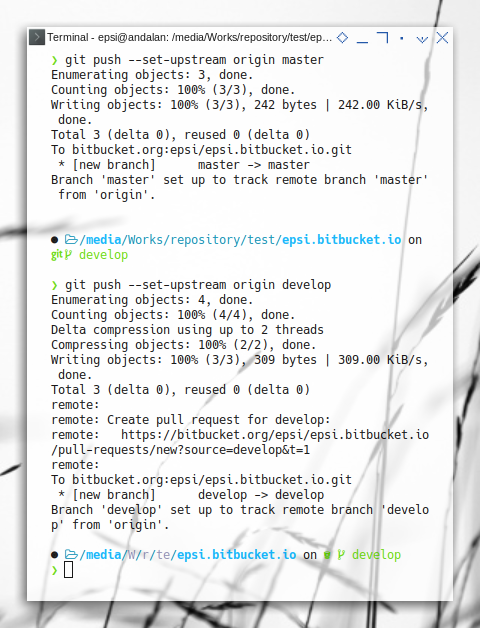 Terminal - epsi@andalan: /media/Works/repository/test/ep...
❯ git push --set-upstream origin master
Enumerating objects: 3, done.
Counting objects: 100% (3/3), done.
Writing objects: 100% (3/3), 242 bytes | 242.00 KiB/s,
 done.
Total 3 (delta 0), reused 0 (delta 0)
To bitbucket.org:epsi/epsi.bitbucket.io.git
 * [new branch]      master -> master
Branch 'master' set up to track remote branch 'master'
 from 'origin'.
● /media/Works/repository/test/epsi.bitbucket.io on
git develop
❯ git push --set-upstream origin develop
Enumerating objects: 4, done.
Counting objects: 100% (4/4), done.
Delta compression using up to 2 threads
Compressing objects: 100% (2/2), done.
Writing objects: 100% (3/3), 309 bytes | 309.00 KiB/s,
 done.
Total 3 (delta 0), reused 0 (delta 0)
remote:
remote: Create pull request for develop:
remote:   https://bitbucket.org/epsi/epsi.bitbucket.io
/pull-requests/new?source=develop&t=1
remote:
To bitbucket.org:epsi/epsi.bitbucket.io.git
 * [new branch]      develop -> develop
Branch 'develop' set up to track remote branch 'develo
p' from 'origin'.
● /media/W/r/te/epsi.bitbucket.io on develop
❯